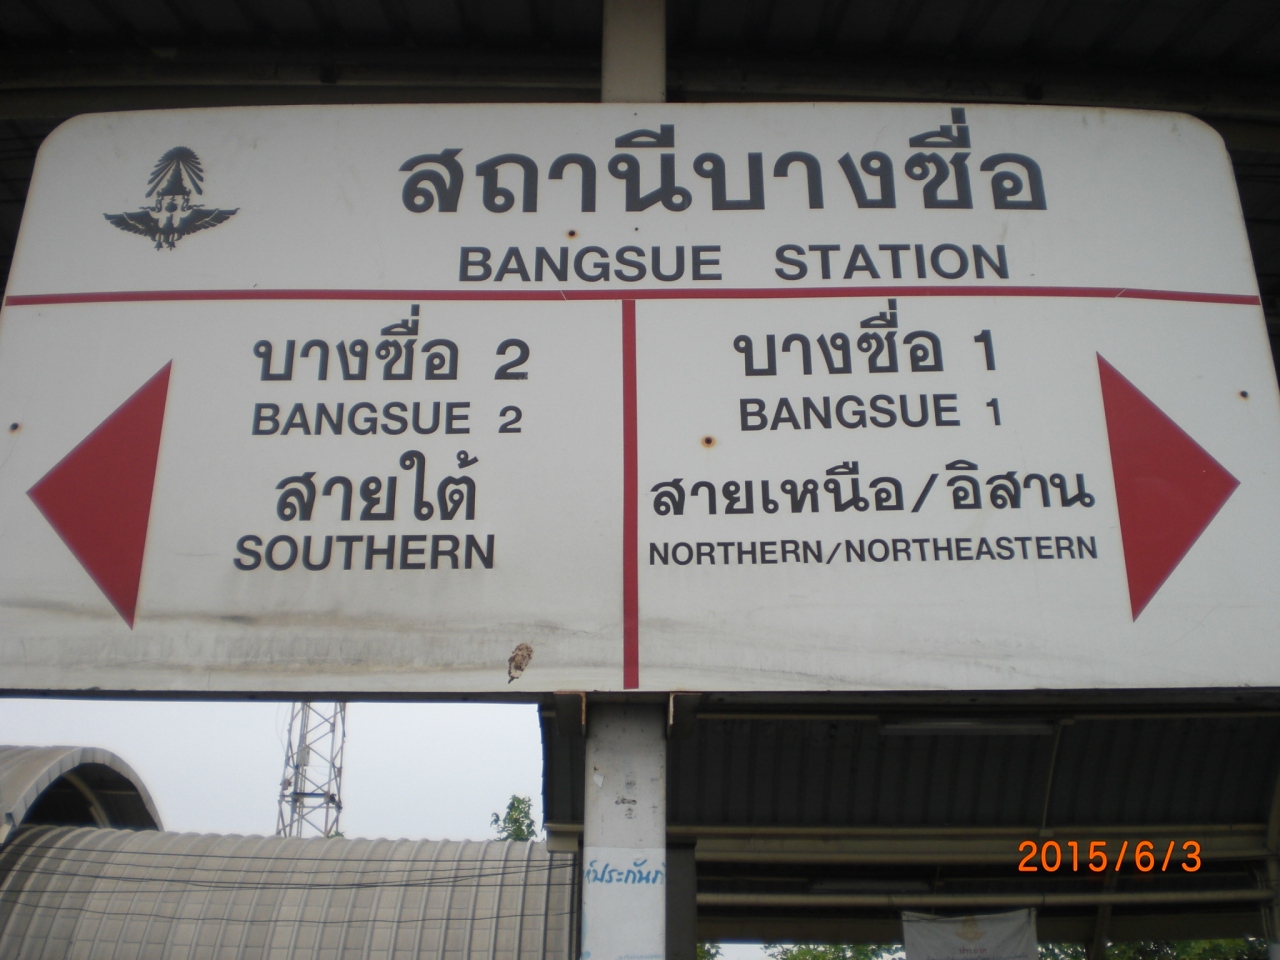 สถานีบางซื่อ
BANGSUE STATION
บางซื่อ 2
BANGSUE 2
สายใต้
SOUTHERN
บางซื่อ 1
BANGSUE 1
สายเหนือ/อิสาน
NORTHERN/NORTHEASTERN
2015/6/3